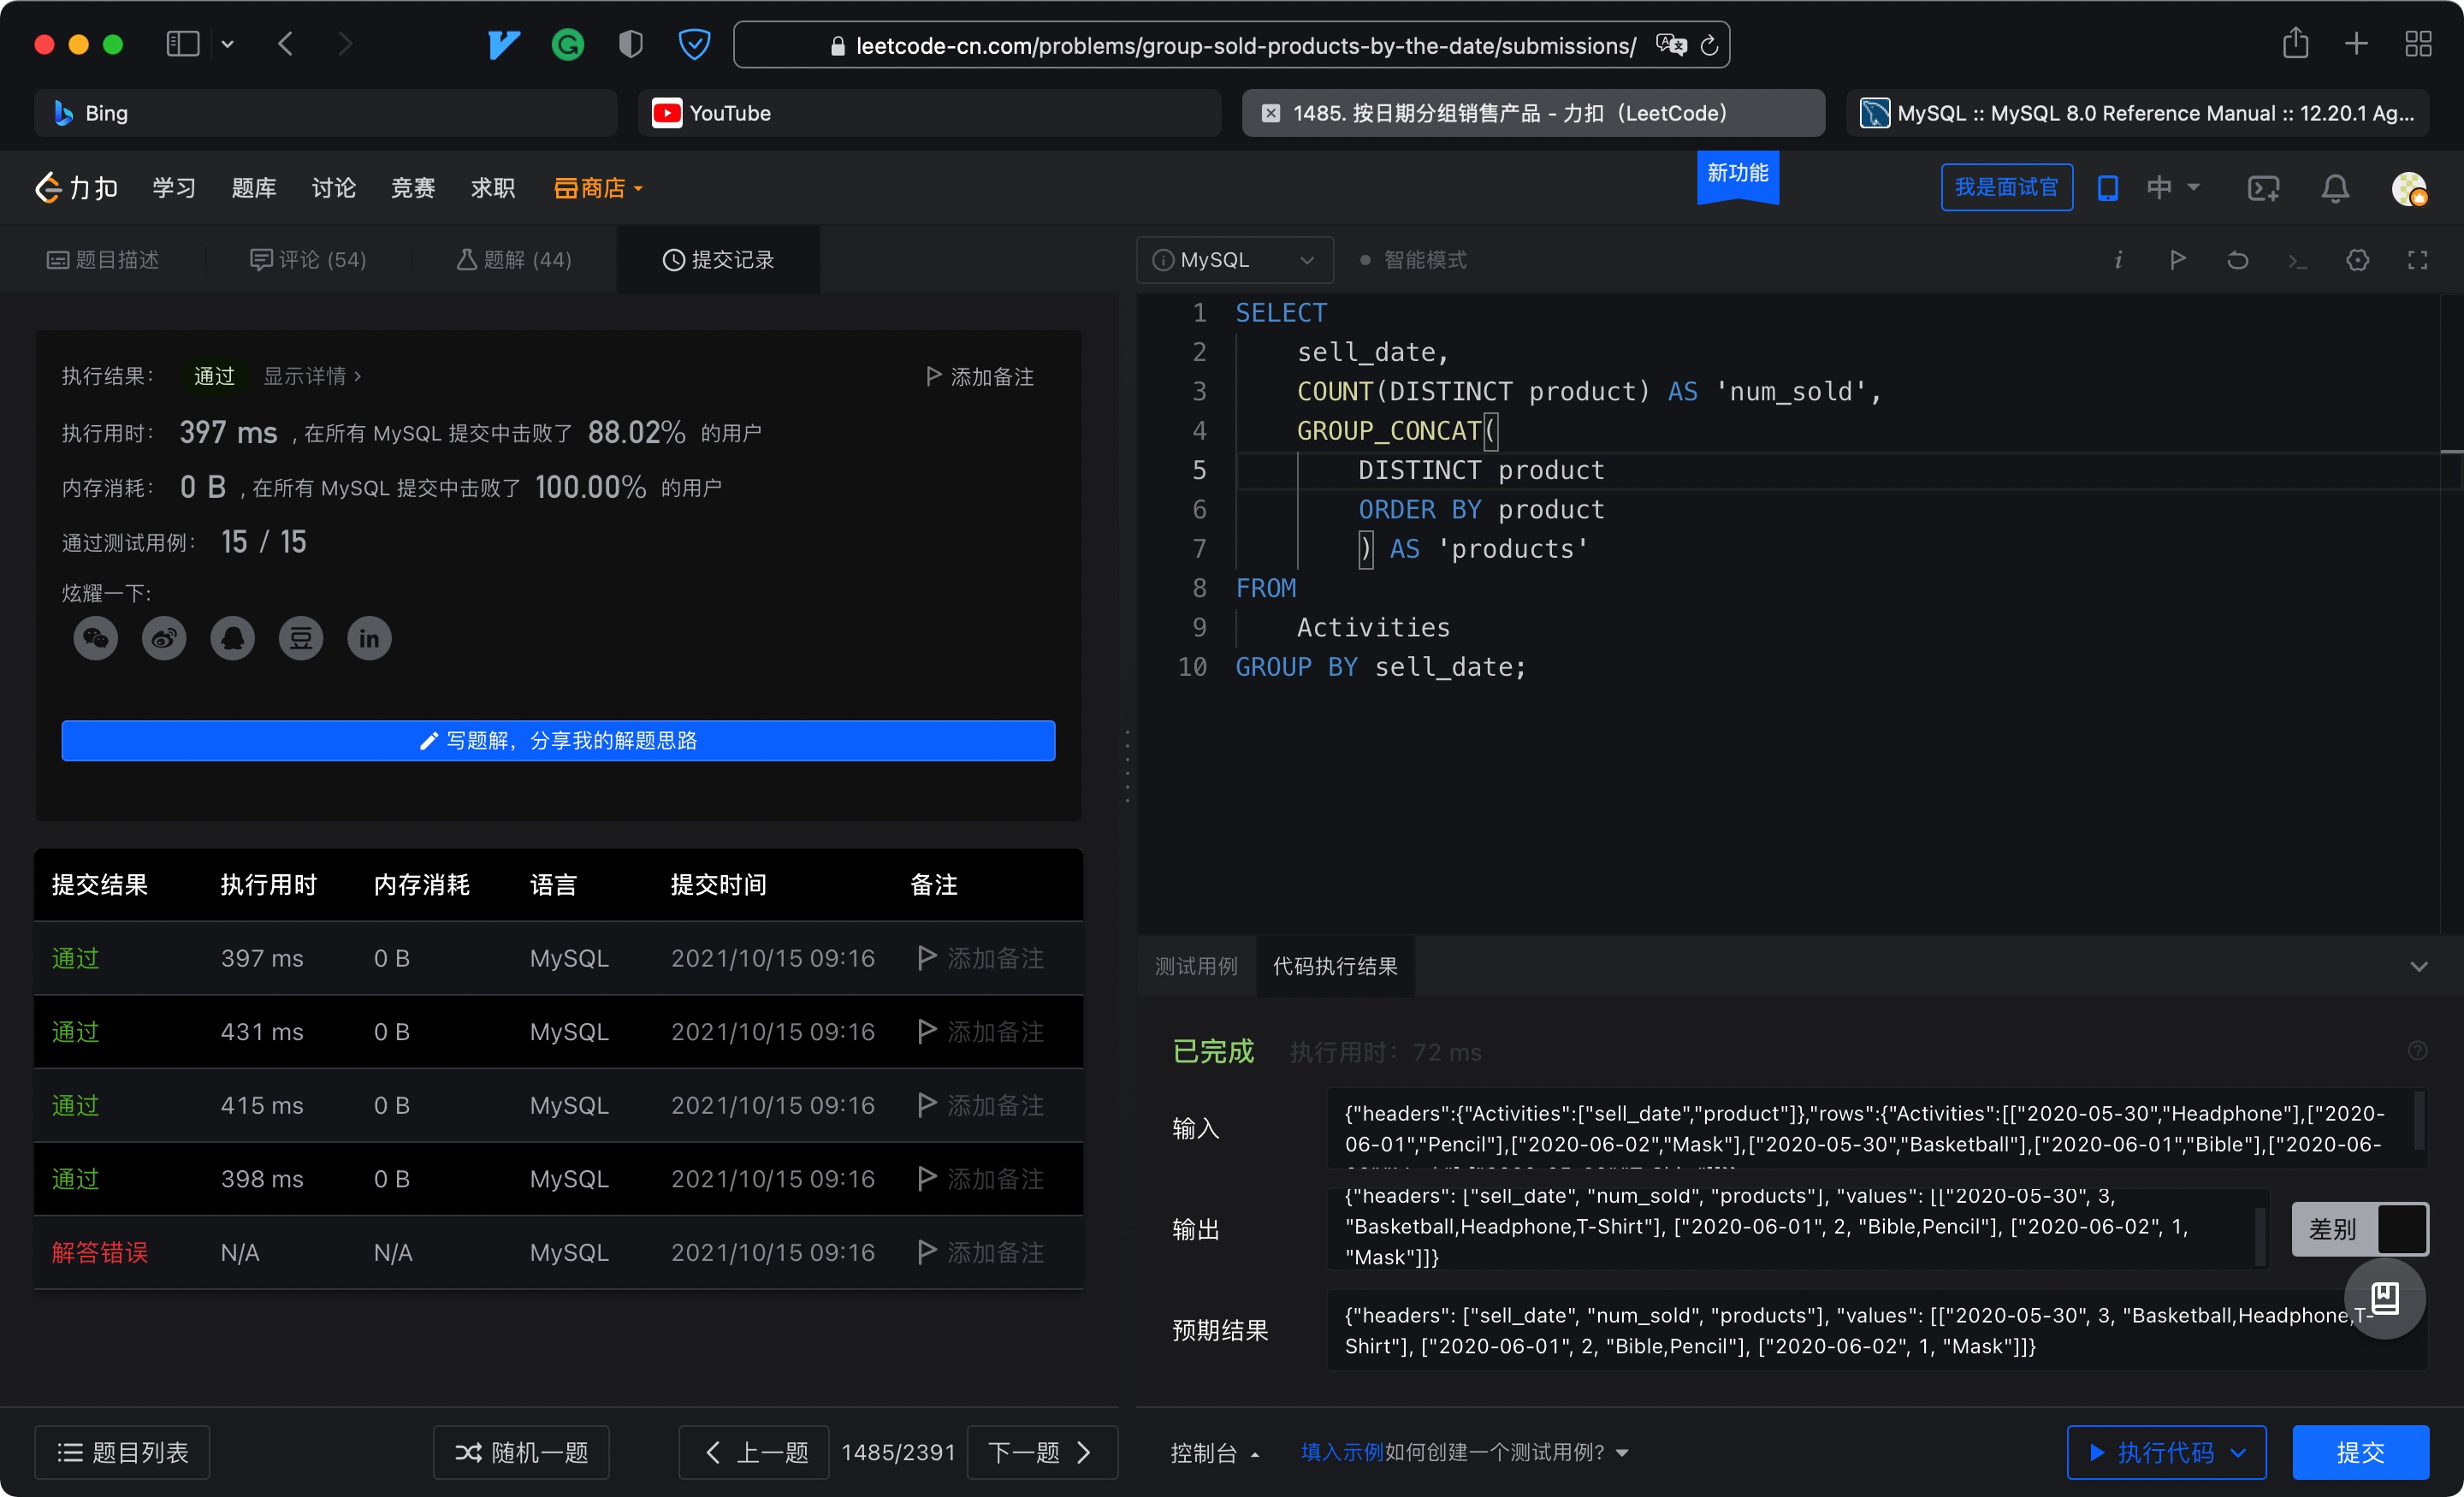 leetcode-cn.com/problems/group-sold-products-by-the-date/submissions/
Bing
YouTube
1485. 按日期分组销售产品 - 力扣（LeetCode）
MySQL :: MySQL 8.0 Reference Manual :: 12.20.1 Ag...
力扣 学习 题库 讨论 竞赛 求职 商店
新功能
我是面试官
中
题目描述
评论 (54)
题解 (44)
提交记录
执行结果： 通过 显示详情 ›
添加备注
执行用时： 397 ms , 在所有 MySQL 提交中击败了 88.02% 的用户
内存消耗： 0 B , 在所有 MySQL 提交中击败了 100.00% 的用户
通过测试用例： 15 / 15
炫耀一下:
豆
in
写题解，分享我的解题思路
提交结果 执行用时 内存消耗 语言 提交时间 备注
通过 397 ms 0 B MySQL 2021/10/15 09:16 添加备注
通过 431 ms 0 B MySQL 2021/10/15 09:16 添加备注
通过 415 ms 0 B MySQL 2021/10/15 09:16 添加备注
通过 398 ms 0 B MySQL 2021/10/15 09:16 添加备注
解答错误 N/A N/A MySQL 2021/10/15 09:16 添加备注
题目列表
随机一题
上一题
1485/2391
下一题
MySQL
智能模式
1 SELECT
2 sell_date,
3 COUNT(DISTINCT product) AS 'num_sold',
4 GROUP_CONCAT(
5 DISTINCT product
6 ORDER BY product
7 ) AS 'products'
8 FROM
9 Activities
10 GROUP BY sell_date;
测试用例
代码执行结果
已完成 执行用时：72 ms
输入
{"headers":{"Activities":["sell_date","product"]},"rows":{"Activities":[["2020-05-30","Headphone"],["2020-
06-01","Pencil"],["2020-06-02","Mask"],["2020-05-30","Basketball"],["2020-06-01","Bible"],["2020-06-
输出
{"headers": ["sell_date", "num_sold", "products"], "values": [["2020-05-30", 3,
"Basketball,Headphone,T-Shirt"], ["2020-06-01", 2, "Bible,Pencil"], ["2020-06-02", 1,
"Mask"]]}
差别
预期结果
{"headers": ["sell_date", "num_sold", "products"], "values": [["2020-05-30", 3, "Basketball,Headphone,T-
Shirt"], ["2020-06-01", 2, "Bible,Pencil"], ["2020-06-02", 1, "Mask"]]}
控制台
填入示例
如何创建一个测试用例?
执行代码
提交